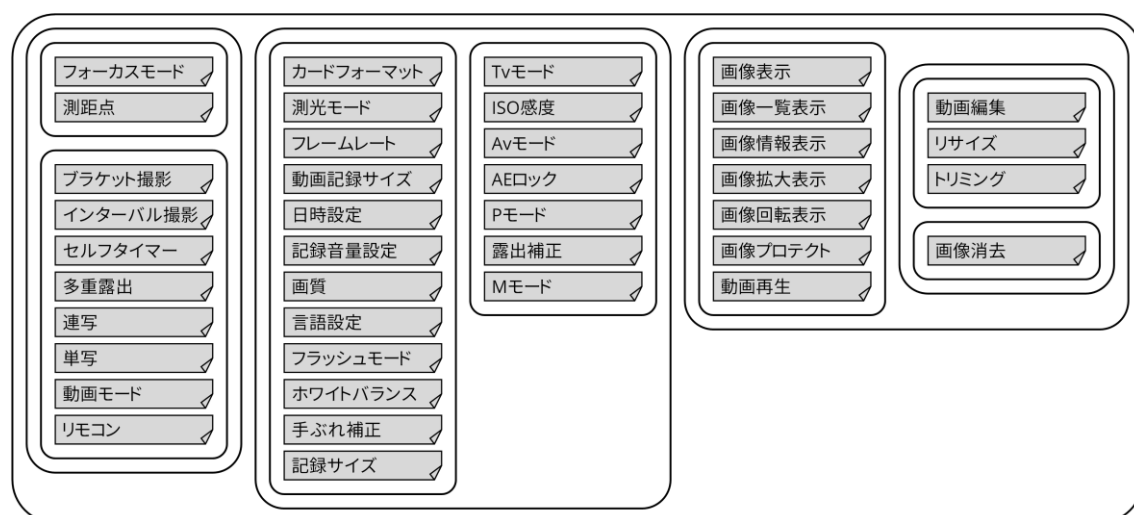 フォーカスモード
測距点
ブラケット撮影
インターバル撮影
セルフタイマー
多重露出
連写
単写
動画モード
リモコン
カードフォーマット
測光モード
フレームレート
動画記録サイズ
日時設定
記録音量設定
画質
言語設定
フラッシュモード
ホワイトバランス
手ぶれ補正
記録サイズ
Tvモード
ISO感度
Avモード
AEロック
Pモード
露出補正
Mモード
画像表示
画像一覧表示
画像情報表示
画像拡大表示
画像回転表示
画像プロテクト
動画再生
動画編集
リサイズ
トリミング
画像消去